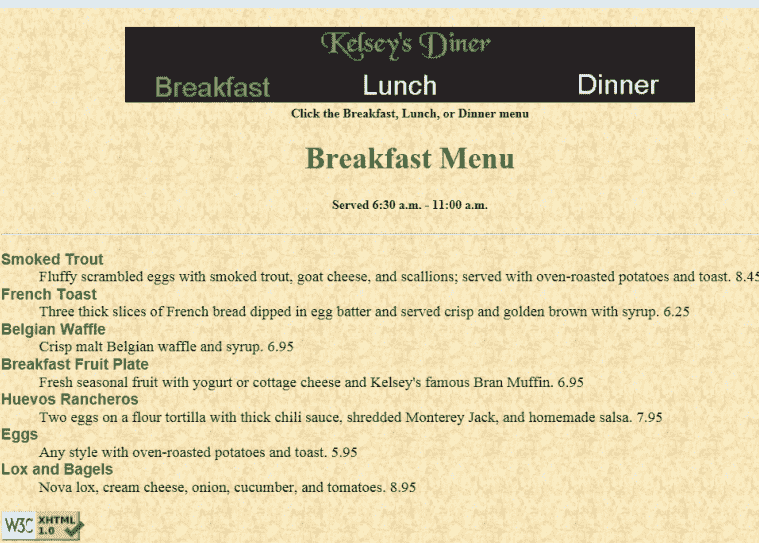 Kelsey's Diner
Breakfast Lunch Dinner
Click the Breakfast, Lunch, or Dinner menu
Breakfast Menu
Served 6:30 a.m. - 11:00 a.m.
Smoked Trout
Fluffy scrambled eggs with smoked trout, goat cheese, and scallions; served with oven-roasted potatoes and toast. 8.45
French Toast
Three thick slices of French bread dipped in egg batter and served crisp and golden brown with syrup. 6.25
Belgian Waffle
Crisp malt Belgian waffle and syrup. 6.95
Breakfast Fruit Plate
Fresh seasonal fruit with yogurt or cottage cheese and Kelsey's famous Bran Muffin. 6.95
Huevos Rancheros
Two eggs on a flour tortilla with thick chili sauce, shredded Monterey Jack, and homemade salsa. 7.95
Eggs
Any style with oven-roasted potatoes and toast. 5.95
Lox and Bagels
Nova lox, cream cheese, onion, cucumber, and tomatoes. 8.95
W3C XHTML 1.0